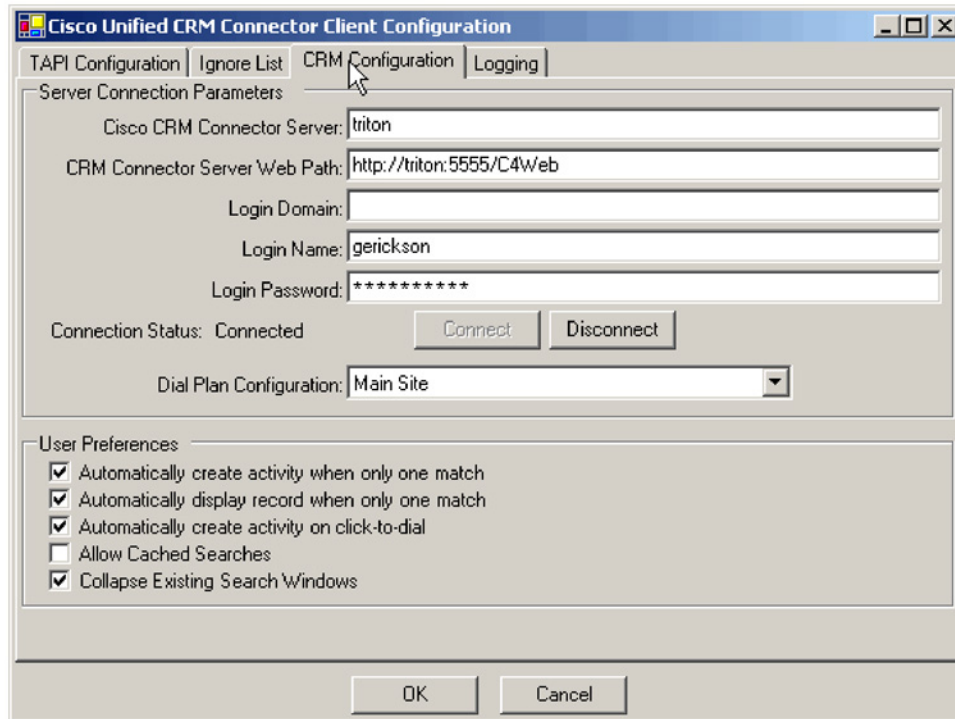 Cisco Unified CRM Connector Client Configuration
TAPI Configuration Ignore List CRM Configuration Logging
Server Connection Parameters
Cisco CRM Connector Server: triton
CRM Connector Server Web Path: http://triton:5555/C4Web
Login Domain:
Login Name: gerickson
Login Password: **********
Connection Status: Connected Connect Disconnect
Dial Plan Configuration: Main Site
User Preferences
Automatically create activity when only one match
Automatically display record when only one match
Automatically create activity on click-to-dial
Allow Cached Searches
Collapse Existing Search Windows
OK Cancel